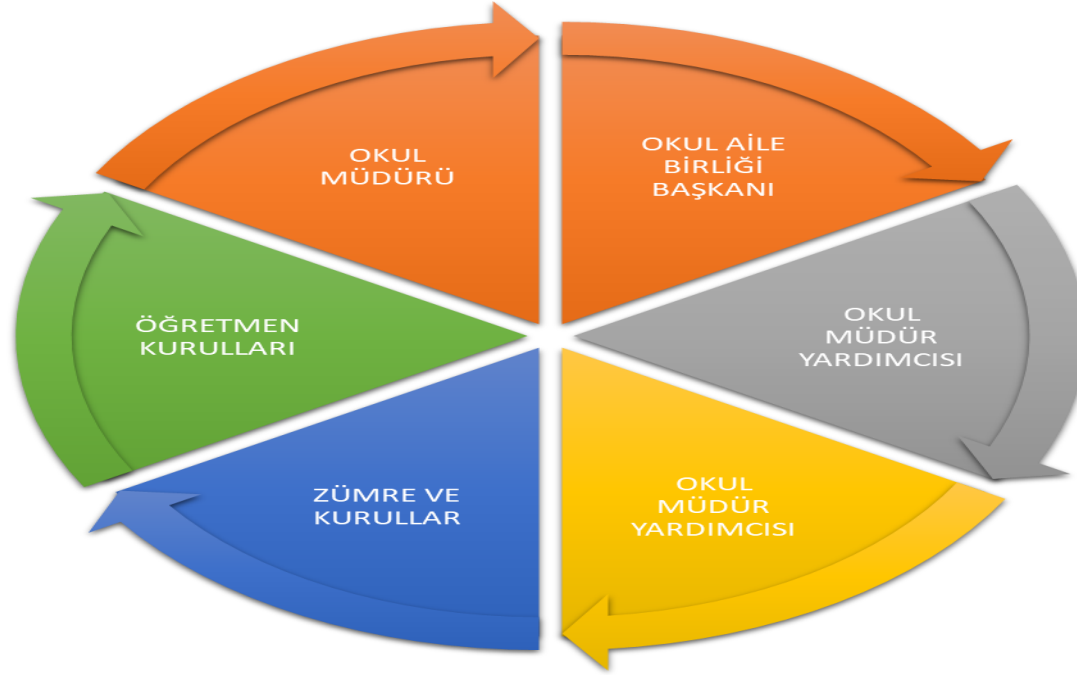 OKUL
MÜDÜRÜ
OKUL AİLE
BİRLİĞİ
BAŞKANI
OKUL
MÜDÜR
YARDIMCISI
OKUL
MÜDÜR
YARDIMCISI
ZÜMRE VE
KURULLAR
ÖĞRETMEN
KURULLARI